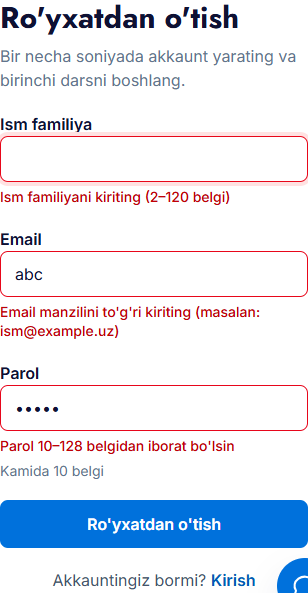 Ro'yxatdan o'tish
Bir necha soniyada akkaunt yarating va
birinchi darsni boshlang.
Ism familiya
Ism familiyani kiriting (2–120 belgi)
Email
abc
Email manzilini to'g'ri kiriting (masalan:
ism@example.uz)
Parol
•••••
Parol 10–128 belgidan iborat bo'lsin
Kamida 10 belgi
Ro'yxatdan o'tish
Akkauntingiz bormi? Kirish